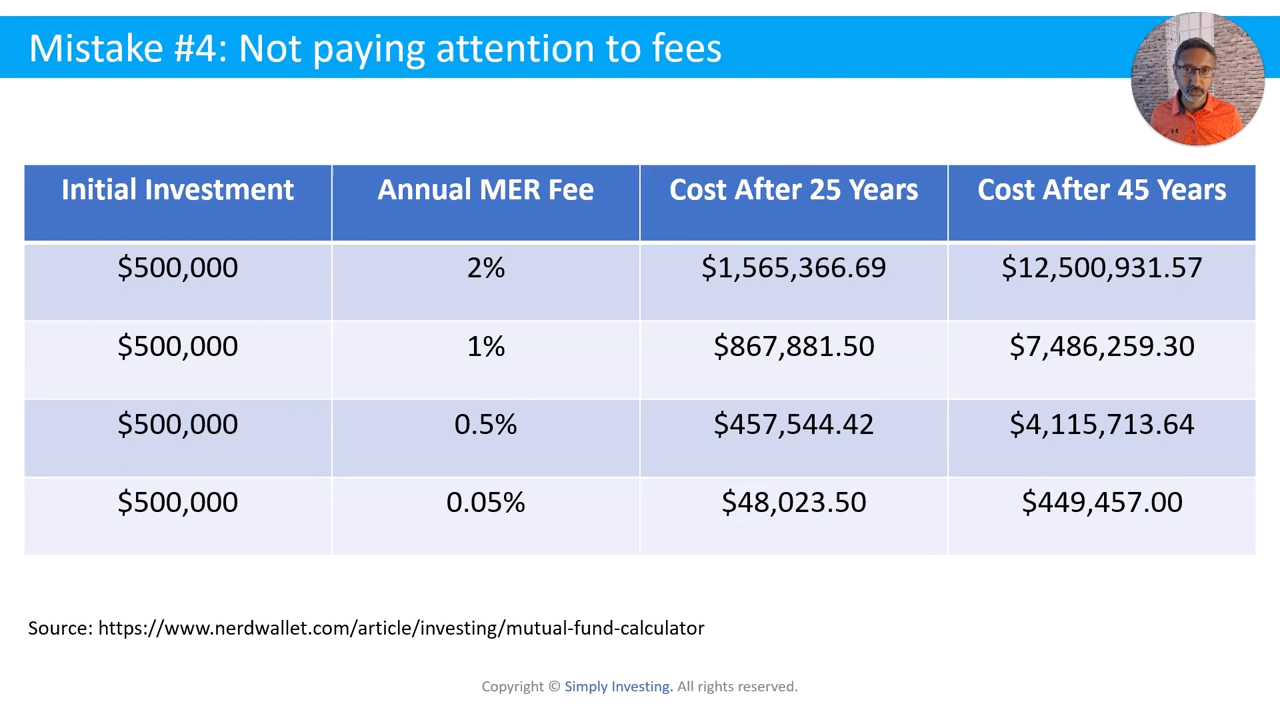 Mistake #4: Not paying attention to fees
Initial Investment Annual MER Fee Cost After 25 Years Cost After 45 Years
$500,000 2% $1,565,366.69 $12,500,931.57
$500,000 1% $867,881.50 $7,486,259.30
$500,000 0.5% $457,544.42 $4,115,713.64
$500,000 0.05% $48,023.50 $449,457.00
Source: https://www.nerdwallet.com/article/investing/mutual-fund-calculator
Copyright © Simply Investing. All rights reserved.